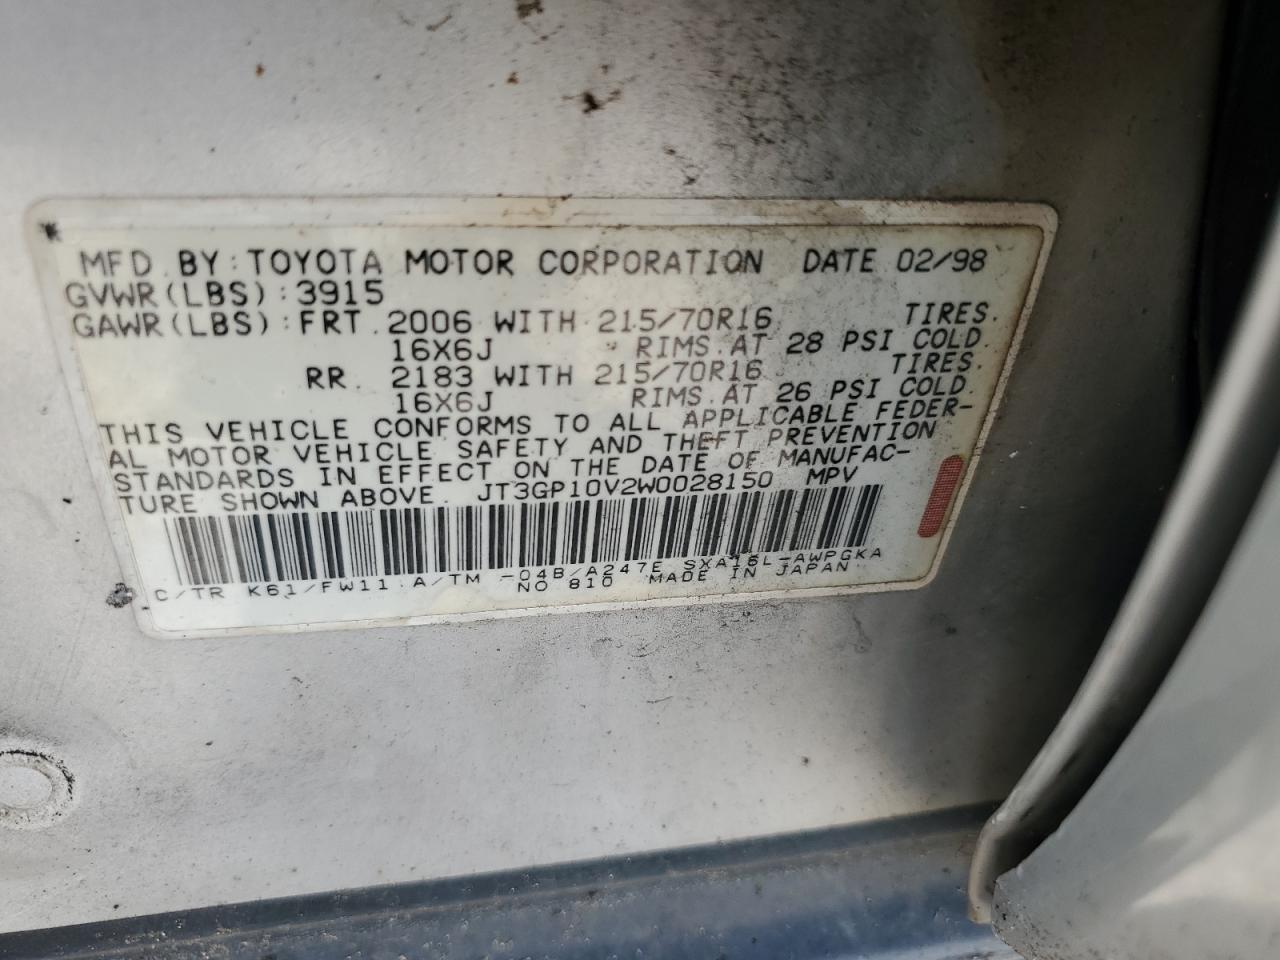 MFD. BY: TOYOTA MOTOR CORPORATION DATE 02/98
GVWR(LBS):3915
GAWR(LBS):FRT. 2006 WITH 215/70R16 TIRES.
16X6J RIMS. AT 28 PSI COLD.
RR. 2183 WITH 215/70R16 TIRES.
16X6J RIMS. AT 26 PSI COLD.
THIS VEHICLE CONFORMS TO ALL APPLICABLE FEDER-
AL MOTOR VEHICLE SAFETY AND THEFT PREVENTION
STANDARDS IN EFFECT ON THE DATE OF MANUFAC-
TURE SHOWN ABOVE. JT3GP10V2W0028150 MPV
C/TR K61/FW11 A/TM -04B/A247E SXA16L-AWPGKA
NO 810 MADE IN JAPAN